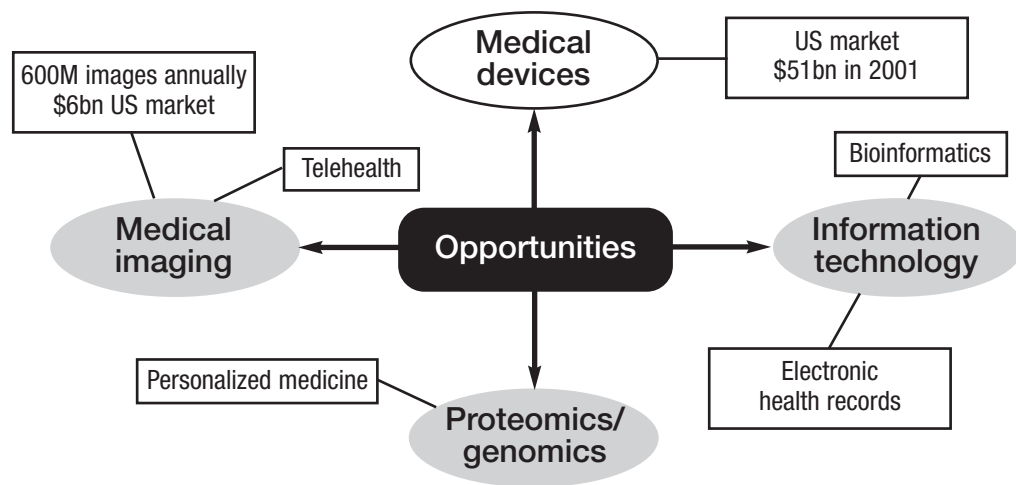 Medical
devices
US market
$51bn in 2001
600M images annually
$6bn US market
Telehealth
Bioinformatics
Medical
imaging
Opportunities
Information
technology
Personalized medicine
Electronic
health records
Proteomics/
genomics